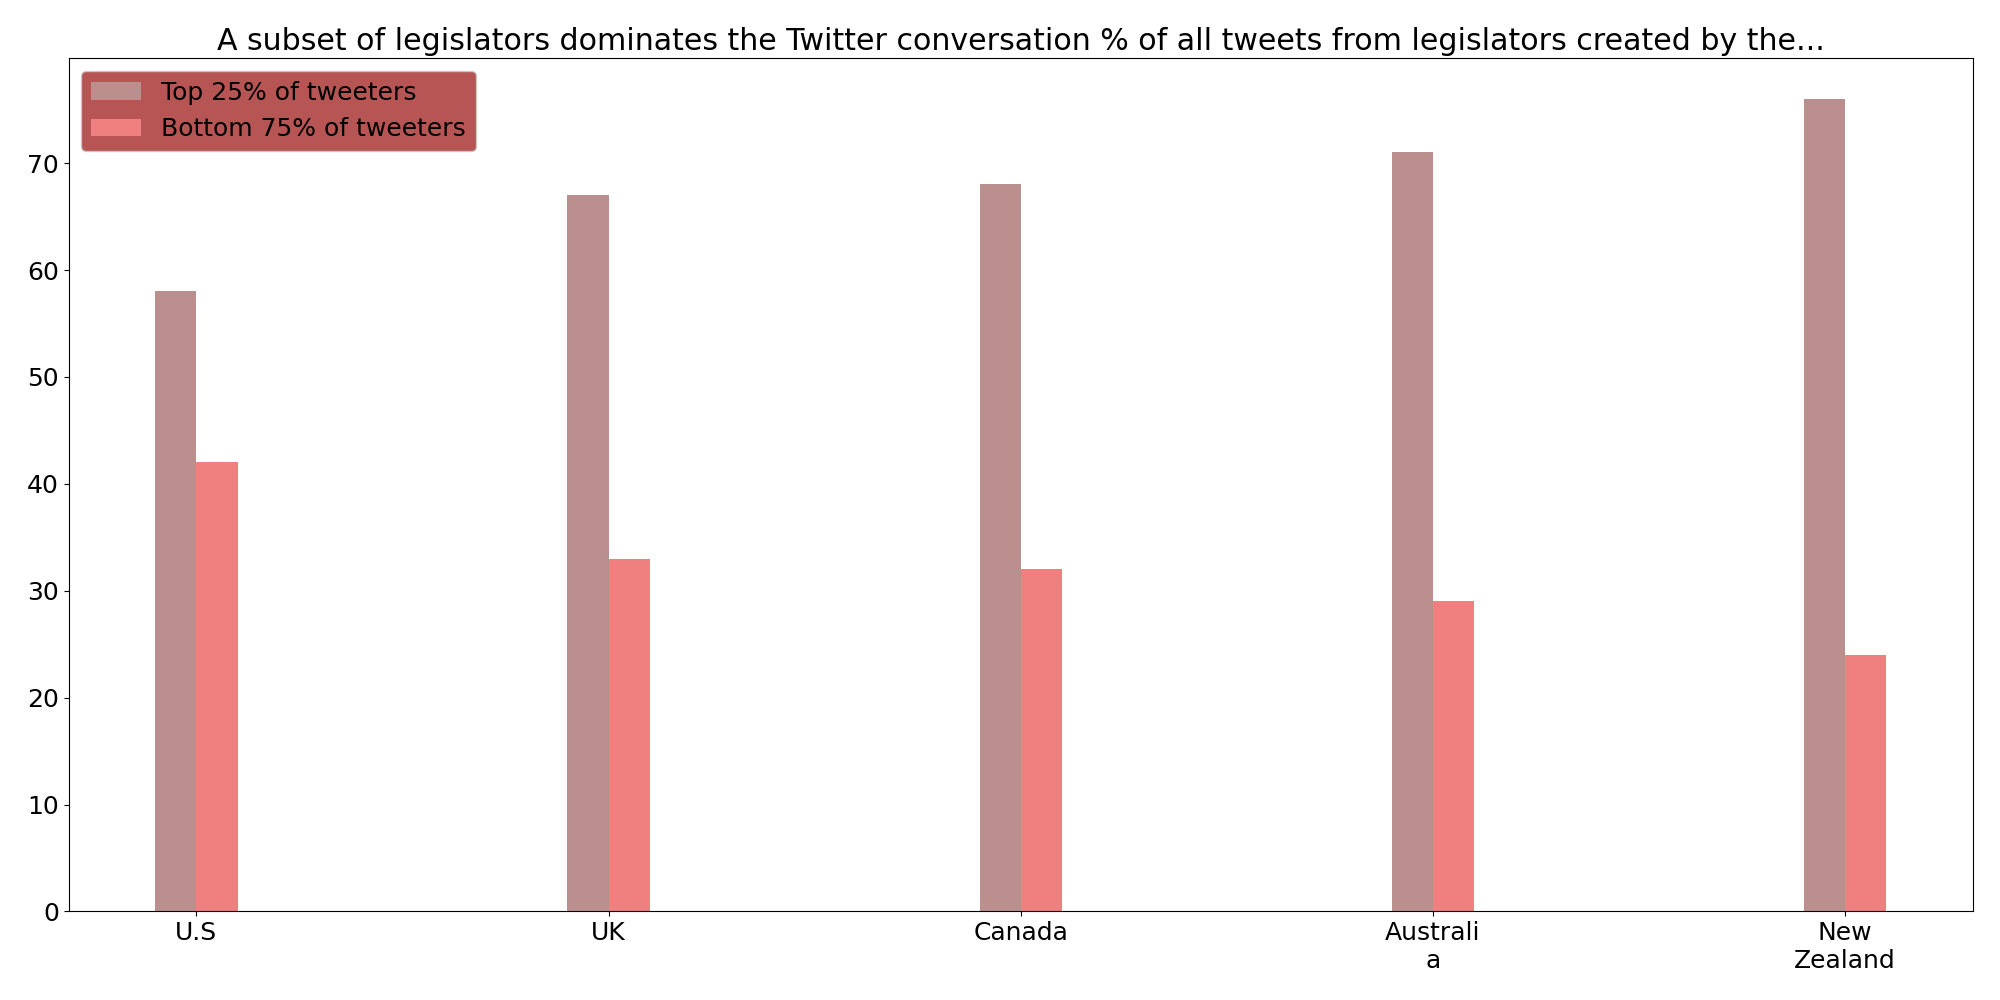 A subset of legislators dominates the Twitter conversation % of all tweets from legislators created by the...
Top 25% of tweeters
Bottom 75% of tweeters
70
60
50
40
30
20
10
0
U.S
UK
Canada
Australi
a
New
Zealand